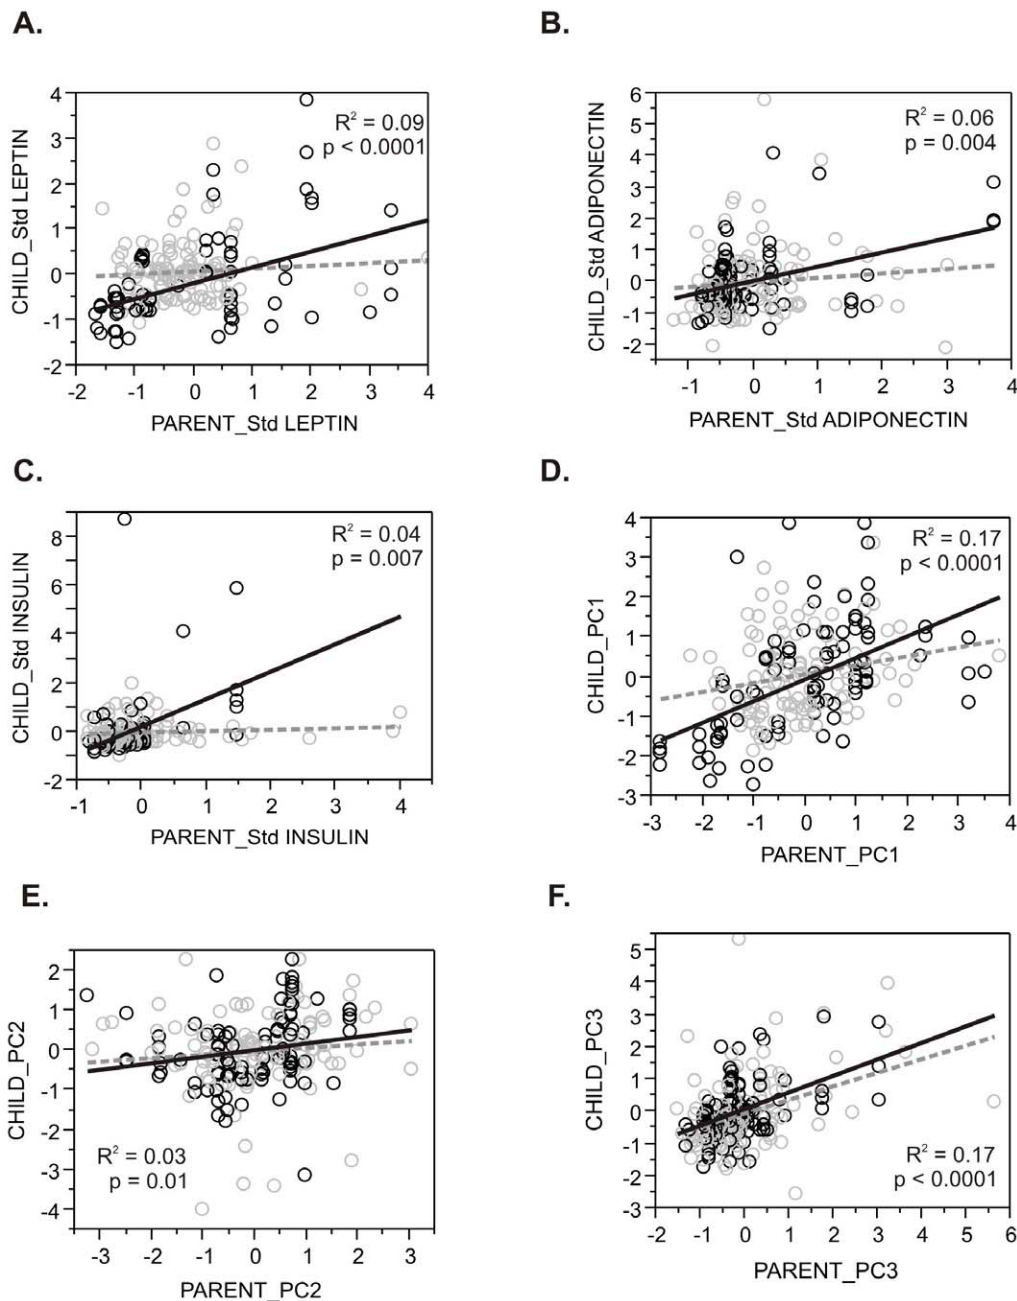 A.
B.
4
3
2
1
0
-1
-2
CHILD_Std LEPTIN
R² = 0.09
p < 0.0001
-2 -1 0 1 2 3 4
PARENT_Std LEPTIN
6
5
4
3
2
1
0
-1
-2
CHILD_Std ADIPONECTIN
R² = 0.06
p = 0.004
-1 0 1 2 3 4
PARENT_Std ADIPONECTIN
C.
D.
8
6
4
2
0
-2
CHILD_Std INSULIN
R² = 0.04
p = 0.007
-1 0 1 2 3 4
PARENT_Std INSULIN
4
3
2
1
0
-1
-2
-3
CHILD_PC1
R² = 0.17
p < 0.0001
-3 -2 -1 0 1 2 3 4
PARENT_PC1
E.
F.
2
1
0
-1
-2
-3
-4
CHILD_PC2
R² = 0.03
p = 0.01
-3 -2 -1 0 1 2 3
PARENT_PC2
5
4
3
2
1
0
-1
-2
-3
CHILD_PC3
R² = 0.17
p < 0.0001
-2 -1 0 1 2 3 4 5 6
PARENT_PC3